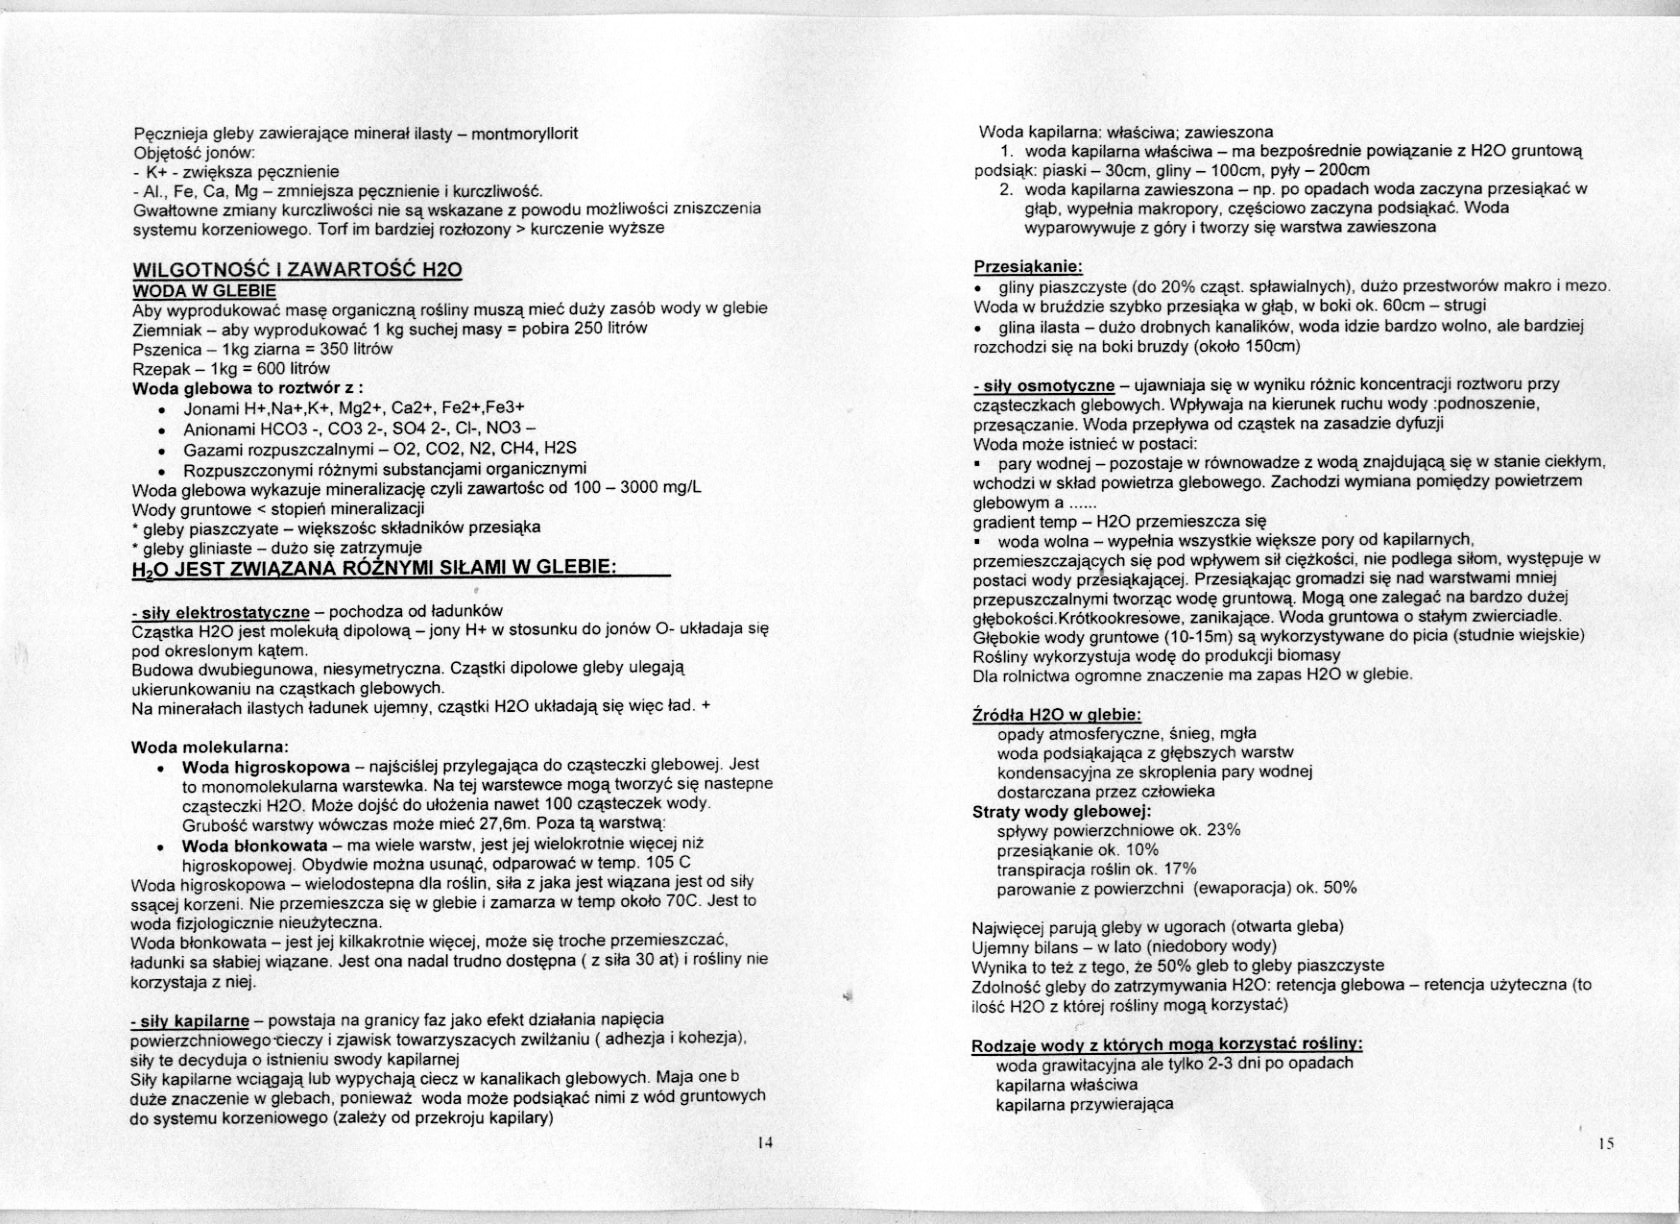 Pęcznieja gleby zawierające minerał ilasty – montmoryllorit
Objętość jonów:
- K+ - zwiększa pęcznienie
- Al., Fe, Ca, Mg – zmniejsza pęcznienie i kurczliwość.
Gwałtowne zmiany kurczliwości nie są wskazane z powodu możliwości zniszczenia
systemu korzeniowego. Torf im bardziej rozłozony > kurczenie wyższe
WILGOTNOŚĆ I ZAWARTOŚĆ H2O
WODA W GLEBIE
Aby wyprodukować masę organiczną rośliny muszą mieć duży zasób wody w glebie
Ziemniak – aby wyprodukować 1 kg suchej masy = pobira 250 litrów
Pszenica – 1kg ziarna = 350 litrów
Rzepak – 1kg = 600 litrów
Woda glebowa to roztwór z :
• Jonami H+,Na+,K+, Mg2+, Ca2+, Fe2+,Fe3+
• Anionami HCO3 -, CO3 2-, SO4 2-, Cl-, NO3 –
• Gazami rozpuszczalnymi – O2, CO2, N2, CH4, H2S
• Rozpuszczonymi różnymi substancjami organicznymi
Woda glebowa wykazuje mineralizację czyli zawartośc od 100 – 3000 mg/L
Wody gruntowe < stopień mineralizacji
* gleby piaszczyate – większośc składników przesiąka
* gleby gliniaste – dużo się zatrzymuje
H₂O JEST ZWIĄZANA RÓŻNYMI SIŁAMI W GLEBIE:
- siły elektrostatyczne – pochodza od ładunków
Cząstka H2O jest molekułą dipolową – jony H+ w stosunku do jonów O- układaja się
pod okreslonym kątem.
Budowa dwubiegunowa, niesymetryczna. Cząstki dipolowe gleby ulegają
ukierunkowaniu na cząstkach glebowych.
Na minerałach ilastych ładunek ujemny, cząstki H2O układają się więc ład. +
Woda molekularna:
• Woda higroskopowa – najściślej przylegająca do cząsteczki glebowej. Jest
to monomolekularna warstewka. Na tej warstewce mogą tworzyć się nastepne
cząsteczki H2O. Może dojść do ułożenia nawet 100 cząsteczek wody.
Grubość warstwy wówczas może mieć 27,6m. Poza tą warstwą:
• Woda błonkowata – ma wiele warstw, jest jej wielokrotnie więcej niż
higroskopowej. Obydwie można usunąć, odparować w temp. 105 C
Woda higroskopowa – wielodostepna dla roślin, siła z jaka jest wiązana jest od siły
ssącej korzeni. Nie przemieszcza się w glebie i zamarza w temp około 70C. Jest to
woda fizjologicznie nieużyteczna.
Woda błonkowata – jest jej kilkakrotnie więcej, może się troche przemieszczać,
ładunki sa słabiej wiązane. Jest ona nadal trudno dostępna ( z siła 30 at) i rośliny nie
korzystaja z niej.
- siły kapilarne – powstaja na granicy faz jako efekt działania napięcia
powierzchniowego cieczy i zjawisk towarzyszacych zwilżaniu ( adhezja i kohezja),
siły te decyduja o istnieniu swody kapilarnej
Siły kapilarne wciągają lub wypychają ciecz w kanalikach glebowych. Maja one b
duże znaczenie w glebach, ponieważ woda może podsiąkać nimi z wód gruntowych
do systemu korzeniowego (zależy od przekroju kapilary)
14
Woda kapilarna: właściwa; zawieszona
1. woda kapilarna właściwa – ma bezpośrednie powiązanie z H2O gruntową
podsiąk: piaski – 30cm, gliny – 100cm, pyły – 200cm
2. woda kapilarna zawieszona – np. po opadach woda zaczyna przesiąkać w
głąb, wypełnia makropory, częściowo zaczyna podsiąkać. Woda
wyparowywuje z góry i tworzy się warstwa zawieszona
Przesiąkanie:
• gliny piaszczyste (do 20% cząst. spławialnych), dużo przestworów makro i mezo.
Woda w bruździe szybko przesiąka w głąb, w boki ok. 60cm – strugi
• glina ilasta – dużo drobnych kanalików, woda idzie bardzo wolno, ale bardziej
rozchodzi się na boki bruzdy (około 150cm)
- siły osmotyczne – ujawniaja się w wyniku różnic koncentracji roztworu przy
cząsteczkach glebowych. Wpływaja na kierunek ruchu wody :podnoszenie,
przesączanie. Woda przepływa od cząstek na zasadzie dyfuzji
Woda może istnieć w postaci:
▪ pary wodnej – pozostaje w równowadze z wodą znajdującą się w stanie ciekłym,
wchodzi w skład powietrza glebowego. Zachodzi wymiana pomiędzy powietrzem
glebowym a ......
gradient temp – H2O przemieszcza się
▪ woda wolna – wypełnia wszystkie większe pory od kapilarnych,
przemieszczających się pod wpływem sił ciężkości, nie podlega siłom, występuje w
postaci wody przesiąkającej. Przesiąkając gromadzi się nad warstwami mniej
przepuszczalnymi tworząc wodę gruntową. Mogą one zalegać na bardzo dużej
głębokości.Krótkookresowe, zanikające. Woda gruntowa o stałym zwierciadle.
Głębokie wody gruntowe (10-15m) są wykorzystywane do picia (studnie wiejskie)
Rośliny wykorzystuja wodę do produkcji biomasy
Dla rolnictwa ogromne znaczenie ma zapas H2O w glebie.
Źródła H2O w glebie:
opady atmosferyczne, śnieg, mgła
woda podsiąkająca z głębszych warstw
kondensacyjna ze skroplenia pary wodnej
dostarczana przez człowieka
Straty wody glebowej:
spływy powierzchniowe ok. 23%
przesiąkanie ok. 10%
transpiracja roślin ok. 17%
parowanie z powierzchni (ewaporacja) ok. 50%
Najwięcej parują gleby w ugorach (otwarta gleba)
Ujemny bilans – w lato (niedobory wody)
Wynika to też z tego, że 50% gleb to gleby piaszczyste
Zdolność gleby do zatrzymywania H2O: retencja glebowa – retencja użyteczna (to
ilość H2O z której rośliny mogą korzystać)
Rodzaje wody z których mogą korzystać rośliny:
woda grawitacyjna ale tylko 2-3 dni po opadach
kapilarna właściwa
kapilarna przywierająca
15